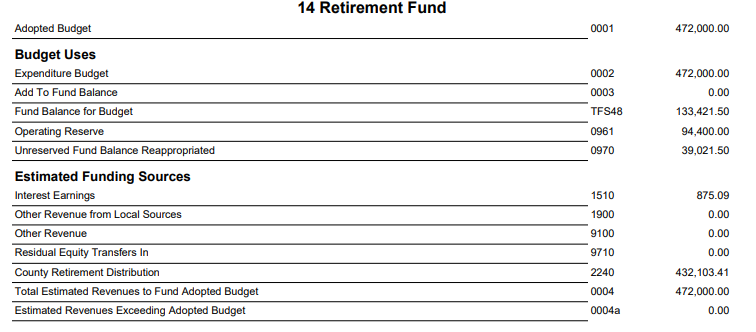 14 Retirement Fund
Adopted Budget 0001 472,000.00
Budget Uses
Expenditure Budget 0002 472,000.00
Add To Fund Balance 0003 0.00
Fund Balance for Budget TFS48 133,421.50
Operating Reserve 0961 94,400.00
Unreserved Fund Balance Reappropriated 0970 39,021.50
Estimated Funding Sources
Interest Earnings 1510 875.09
Other Revenue from Local Sources 1900 0.00
Other Revenue 9100 0.00
Residual Equity Transfers In 9710 0.00
County Retirement Distribution 2240 432,103.41
Total Estimated Revenues to Fund Adopted Budget 0004 472,000.00
Estimated Revenues Exceeding Adopted Budget 0004a 0.00